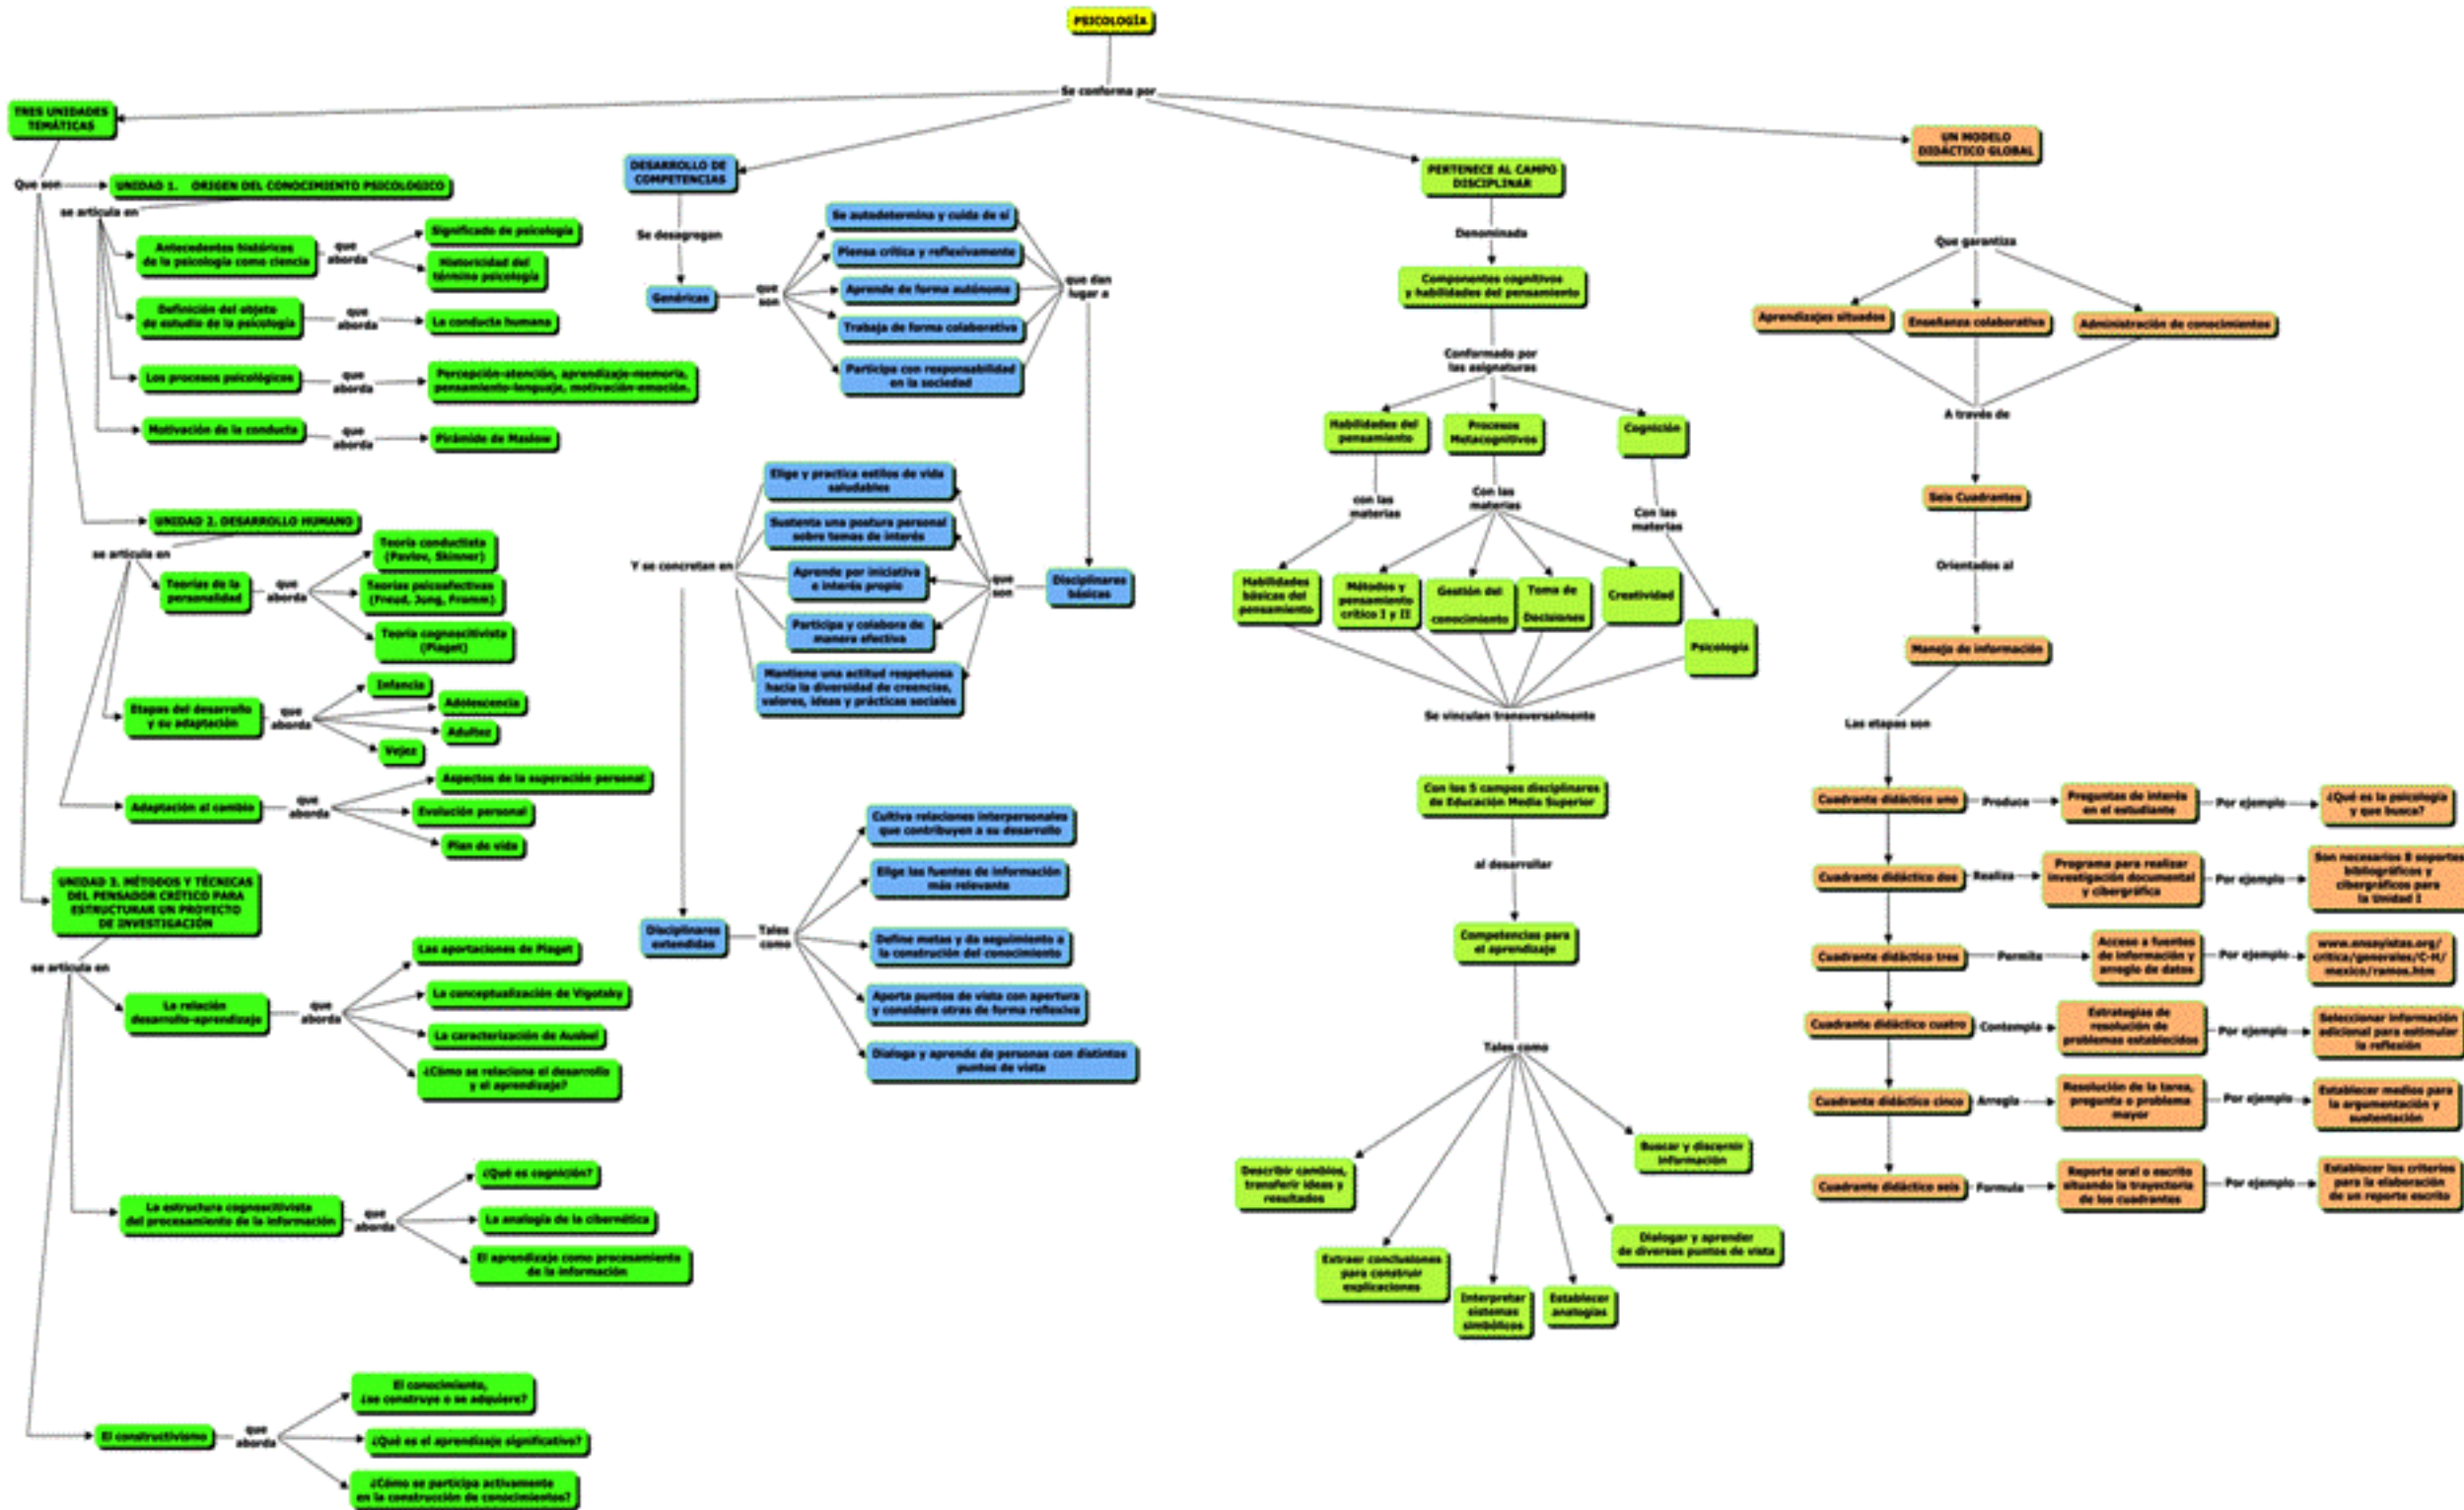 PSICOLOGÍA
Se conforma por
TRES UNIDADES
TEMÁTICAS
Que son
UNIDAD 1. ORIGEN DEL CONOCIMIENTO PSICOLOGICO
se articula en
Antecedentes históricos
de la psicología como ciencia
que
aborda
Significado de psicología
Historicidad del
término psicología
Definición del objeto
de estudio de la psicología
que
aborda
La conducta humana
Los procesos psicológicos
que
aborda
Percepción-atención, aprendizaje-memoria,
pensamiento-lenguaje, motivación-emoción.
Motivación de la conducta
que
aborda
Pirámide de Maslow
UNIDAD 2. DESARROLLO HUMANO
se articula en
Teorías de la
personalidad
que
aborda
Teoría conductista
(Pavlov, Skinner)
Teorías psicoafectivas
(Freud, Jung, Fromm)
Teoría cognoscitivista
(Piaget)
Etapas del desarrollo
y su adaptación
que
aborda
Infancia
Adolescencia
Adultez
Vejez
Adaptación al cambio
que
aborda
Aspectos de la superación personal
Evolución personal
Plan de vida
UNIDAD 3. MÉTODOS Y TÉCNICAS
DEL PENSADOR CRÍTICO PARA
ESTRUCTURAR UN PROYECTO
DE INVESTIGACIÓN
se articula en
La relación
desarrollo-aprendizaje
que
aborda
Las aportaciones de Piaget
La conceptualización de Vigotsky
La caracterización de Ausbel
¿Cómo se relaciona el desarrollo
y el aprendizaje?
La estructura cognoscitivista
del procesamiento de la información
que
aborda
¿Qué es cognición?
La analogía de la cibernética
El aprendizaje como procesamiento
de la información
El constructivismo
que
aborda
El conocimiento,
¿se construye o se adquiere?
¿Qué es el aprendizaje significativo?
¿Cómo se participa activamente
en la construcción de conocimientos?
DESARROLLO DE
COMPETENCIAS
Se desagregan
Genéricas
que
son
Se autodetermina y cuida de sí
Piensa crítica y reflexivamente
Aprende de forma autónoma
Trabaja de forma colaborativa
Participa con responsabilidad
en la sociedad
que dan
lugar a
Disciplinares
básicas
que
son
Elige y practica estilos de vida
saludables
Sustenta una postura personal
sobre temas de interés
Aprende por iniciativa
e interés propio
Participa y colabora de
manera efectiva
Mantiene una actitud respetuosa
hacia la diversidad de creencias,
valores, ideas y prácticas sociales
Y se concretan en
Disciplinares
extendidas
Tales
como
Cultiva relaciones interpersonales
que contribuyen a su desarrollo
Elige las fuentes de información
más relevante
Define metas y da seguimiento a
la construción del conocimiento
Aporta puntos de vista con apertura
y considera otras de forma reflexiva
Dialoga y aprende de personas con distintos
puntos de vista
PERTENECE AL CAMPO
DISCIPLINAR
Denominada
Componentes cognitivos
y habilidades del pensamiento
Conformado por
las asignaturas
Habilidades del
pensamiento
Procesos
Metacognitivos
Cognición
con las
materias
Con las
materias
Con las
materias
Habilidades
básicas del
pensamiento
Métodos y
pensamiento
crítico I y II
Gestión del
conocimiento
Toma de
Decisiones
Creatividad
Psicología
Se vinculan transversalmente
Con los 5 campos disciplinares
de Educación Media Superior
al desarrollar
Competencias para
el aprendizaje
Tales como
Describir cambios,
transferir ideas y
resultados
Extraer conclusiones
para construir
explicaciones
Interpretar
sistemas
simbólicos
Establecer
analogías
Dialogar y aprender
de diversos puntos de vista
Buscar y discernir
información
UN MODELO
DIDÁCTICO GLOBAL
Que garantiza
Aprendizajes situados
Enseñanza colaborativa
Administración de conocimientos
A través de
Seis Cuadrantes
Orientados al
Manejo de información
Las etapas son
Cuadrante didáctico uno
Produce
Preguntas de interés
en el estudiante
Por ejemplo
¿Qué es la psicología
y que busca?
Cuadrante didáctico dos
Realiza
Programa para realizar
investigación documental
y cibergráfica
Por ejemplo
Son necesarios 8 soportes
bibliográficos y
cibergráficos para
la Unidad I
Cuadrante didáctico tres
Permite
Acceso a fuentes
de información y
arreglo de datos
Por ejemplo
www.ensayistas.org/
critica/generales/C-H/
mexico/ramos.htm
Cuadrante didáctico cuatro
Contempla
Estrategias de
resolución de
problemas establecidos
Por ejemplo
Seleccionar información
adicional para estimular
la reflexión
Cuadrante didáctico cinco
Arregla
Resolución de la tarea,
pregunta o problema
mayor
Por ejemplo
Establecer medios para
la argumentación y
sustentación
Cuadrante didáctico seis
Formula
Reporte oral o escrito
situando la trayectoria
de los cuadrantes
Por ejemplo
Establecer los criterios
para la elaboración
de un reporte escrito